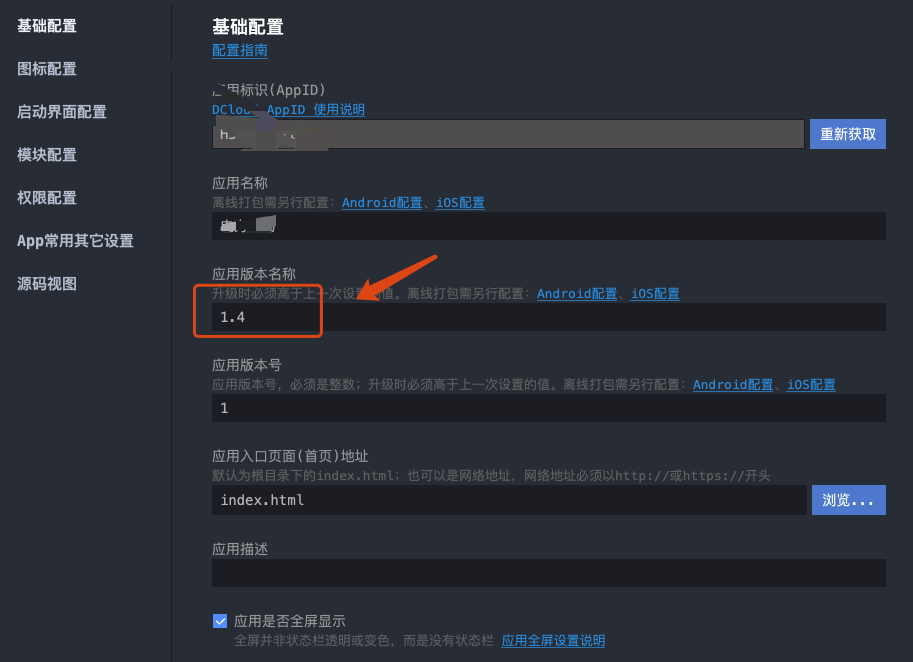 基础配置
图标配置
启动界面配置
模块配置
权限配置
App常用其它设置
源码视图
基础配置
配置指南
应用标识(AppID)
DCloud AppID 使用说明
重新获取
应用名称
离线打包需另行配置: Android配置、iOS配置
应用版本名称
升级时必须高于上一次设置的值。离线打包需另行配置: Android配置、iOS配置
1.4
应用版本号
应用版本号, 必须是整数; 升级时必须高于上一次设置的值。离线打包需另行配置: Android配置、iOS配置
1
应用入口页面(首页)地址
默认为根目录下的index.html; 也可以是网络地址, 网络地址必须以http://或https://开头
index.html
浏览...
应用描述
应用是否全屏显示
全屏并非状态栏透明或变色, 而是没有状态栏 应用全屏设置说明